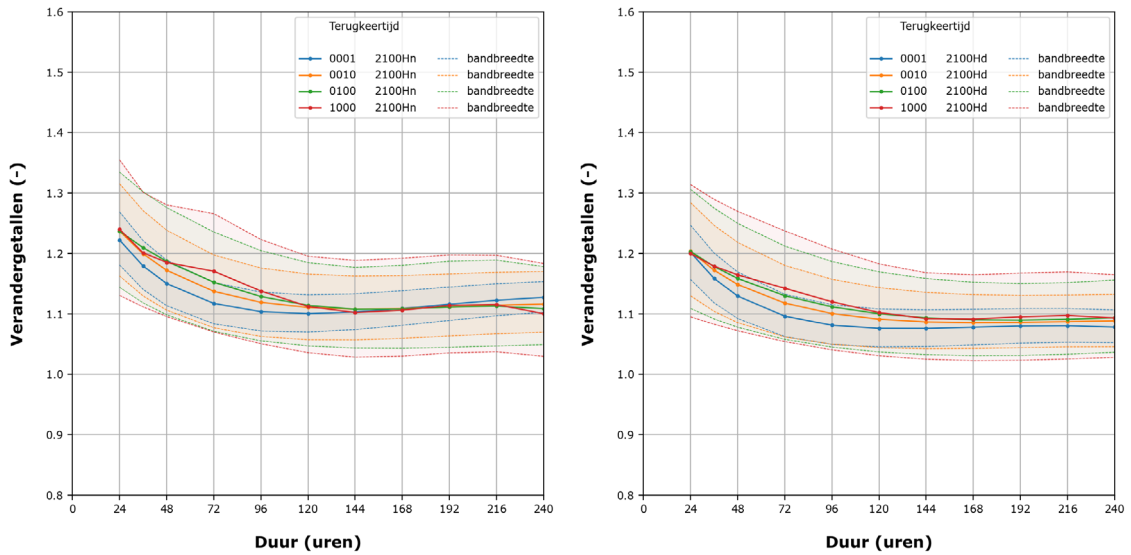 Terugkeertijd
0001 2100Hn bandbreedte
0010 2100Hn bandbreedte
0100 2100Hn bandbreedte
1000 2100Hn bandbreedte
Verandergetallen (-)
1.6
1.5
1.4
1.3
1.2
1.1
1.0
0.9
0.8
0 24 48 72 96 120 144 168 192 216 240
Duur (uren)
Terugkeertijd
0001 2100Hd bandbreedte
0010 2100Hd bandbreedte
0100 2100Hd bandbreedte
1000 2100Hd bandbreedte
Verandergetallen (-)
1.6
1.5
1.4
1.3
1.2
1.1
1.0
0.9
0.8
0 24 48 72 96 120 144 168 192 216 240
Duur (uren)